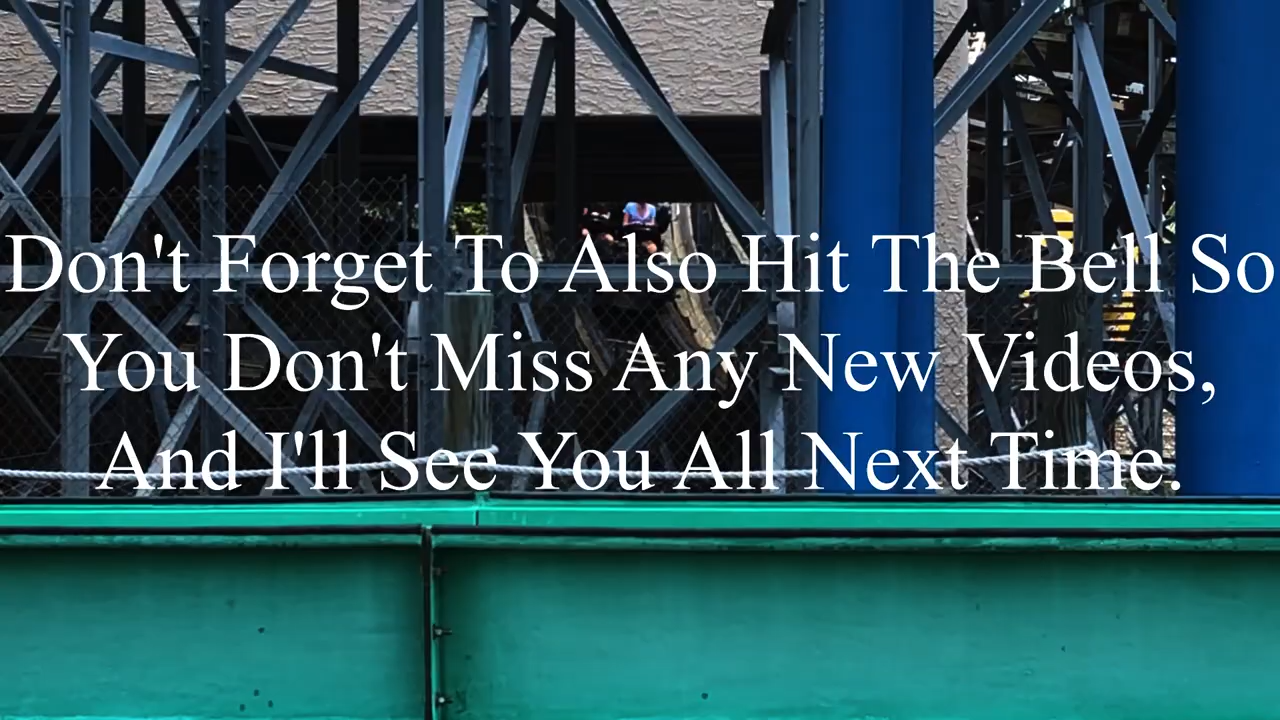 Don't Forget To Also Hit The Bell So
You Don't Miss Any New Videos,
And I'll See You All Next Time.